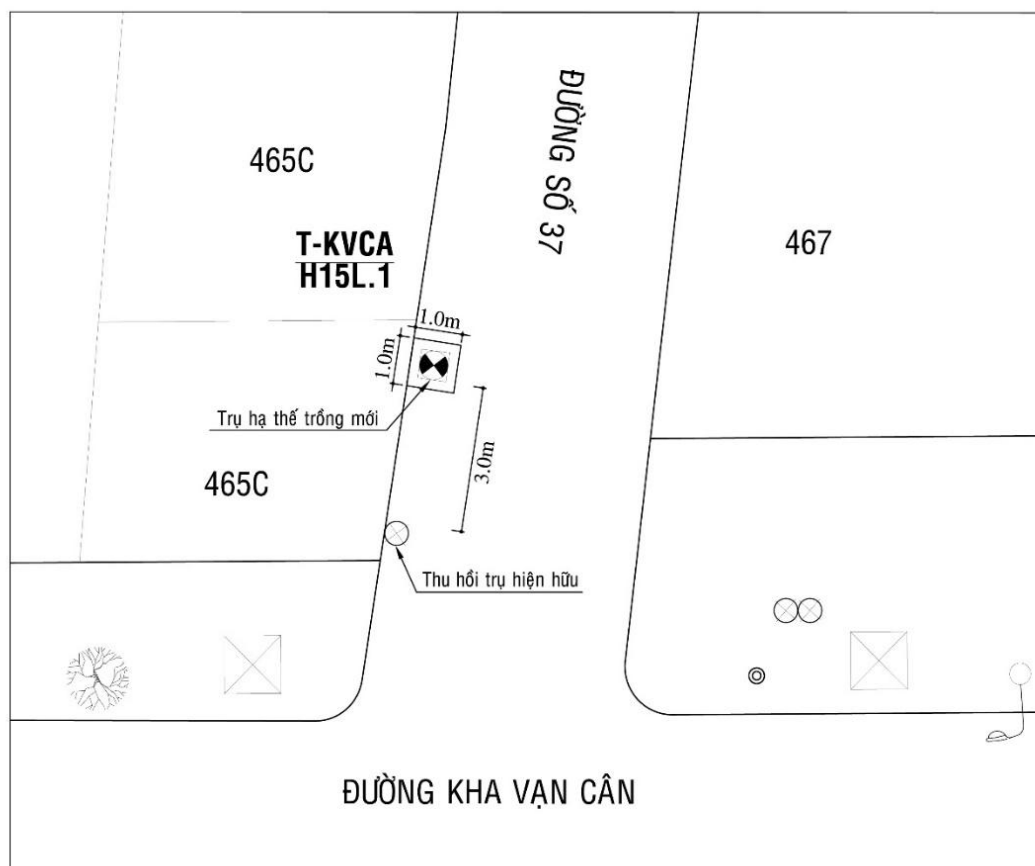 ĐƯỜNG SỐ 37
465C
467
T-KVCA
H15L.1
1.0m
1.0m
Trụ hạ thế trồng mới
3.0m
465C
Thu hồi trụ hiện hữu
ĐƯỜNG KHA VẠN CÂN